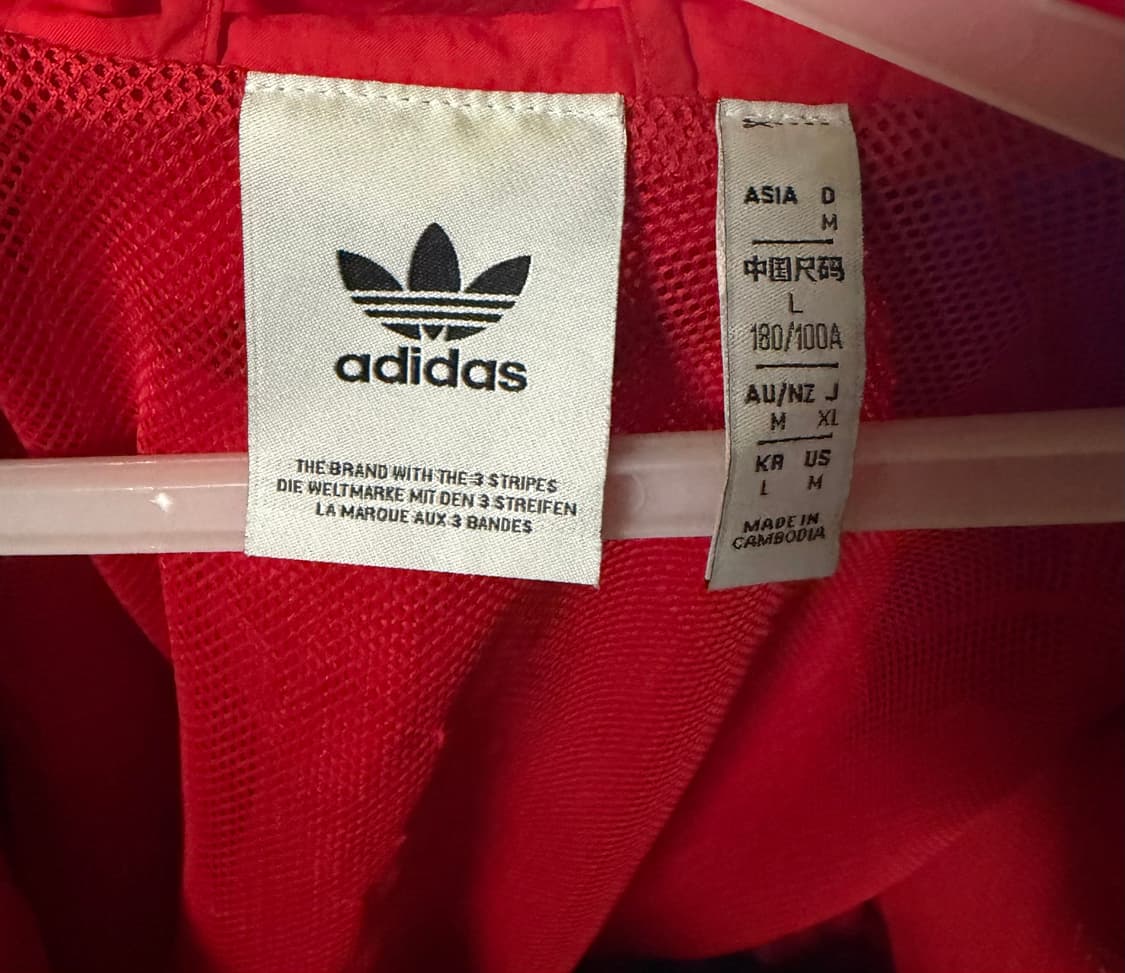 adidas
THE BRAND WITH THE 3 STRIPES
DIE WELTMARKE MIT DEN 3 STREIFEN
LA MARQUE AUX 3 BANDES
ASIA D
M
中国尺码
L
180/100A
AU/NZ J
M XL
KR US
L M
MADE IN
CAMBODIA